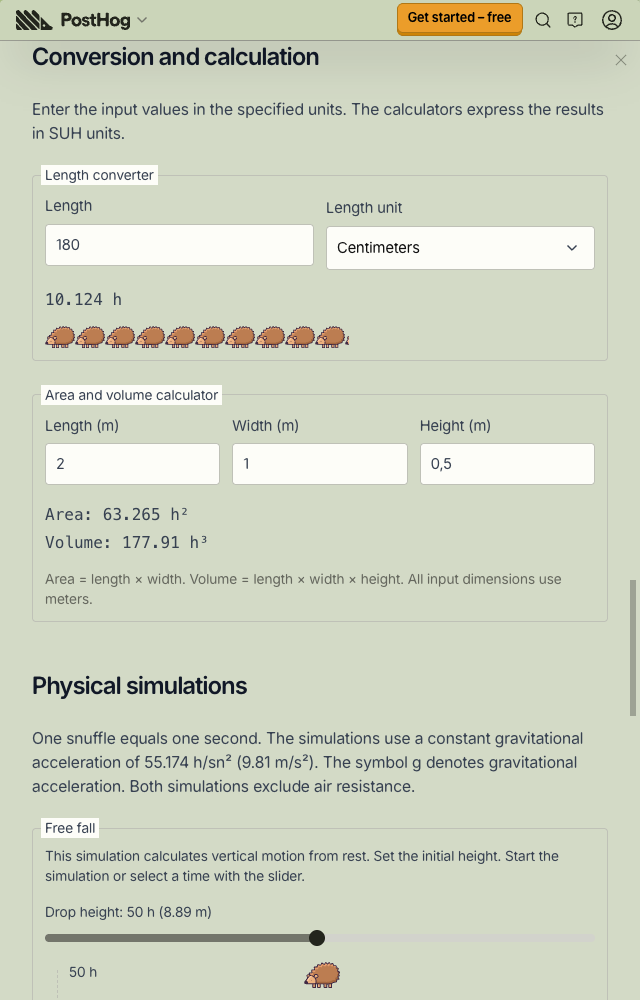 PostHog
Get started – free
Conversion and calculation
Enter the input values in the specified units. The calculators express the results
in SUH units.
Length converter
Length
Length unit
180
Centimeters
10.124 h
Area and volume calculator
Length (m)
Width (m)
Height (m)
2
1
0,5
Area: 63.265 h²
Volume: 177.91 h³
Area = length × width. Volume = length × width × height. All input dimensions use
meters.
Physical simulations
One snuffle equals one second. The simulations use a constant gravitational
acceleration of 55.174 h/sn² (9.81 m/s²). The symbol g denotes gravitational
acceleration. Both simulations exclude air resistance.
Free fall
This simulation calculates vertical motion from rest. Set the initial height. Start the
simulation or select a time with the slider.
Drop height: 50 h (8.89 m)
50 h